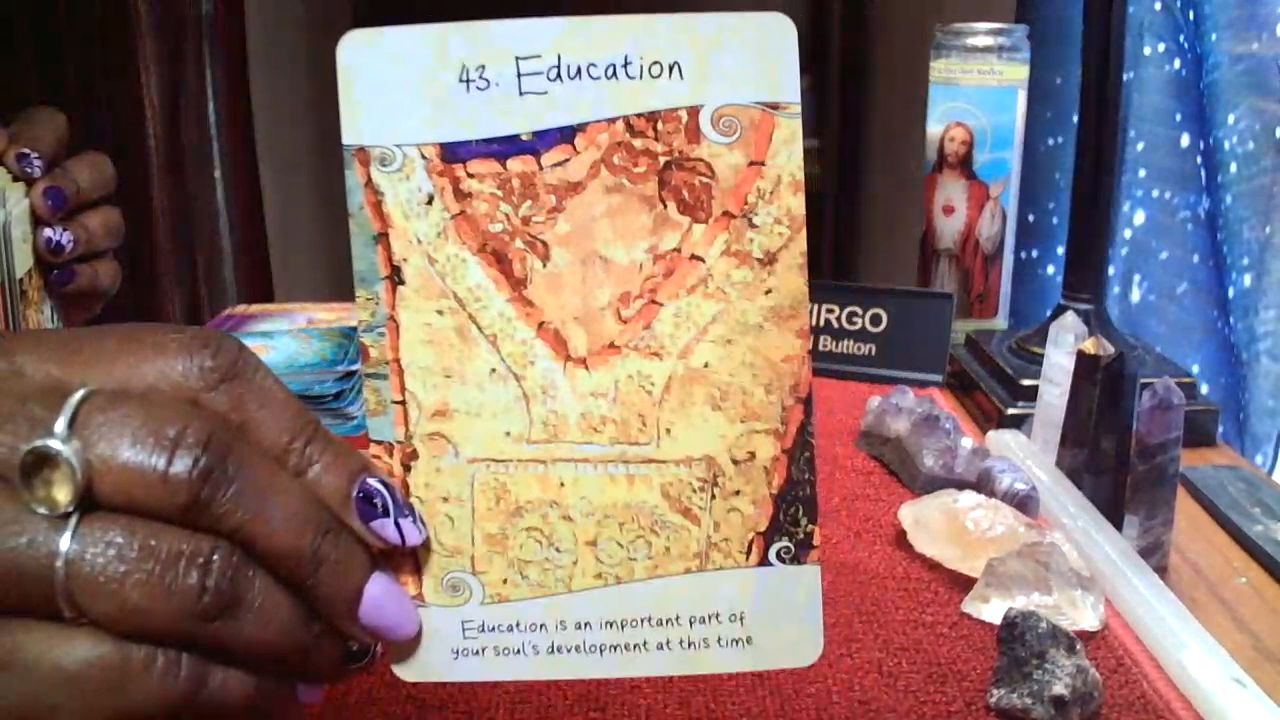 43. Education
IRGO
l Button
Education is an important part of
your soul's development at this time